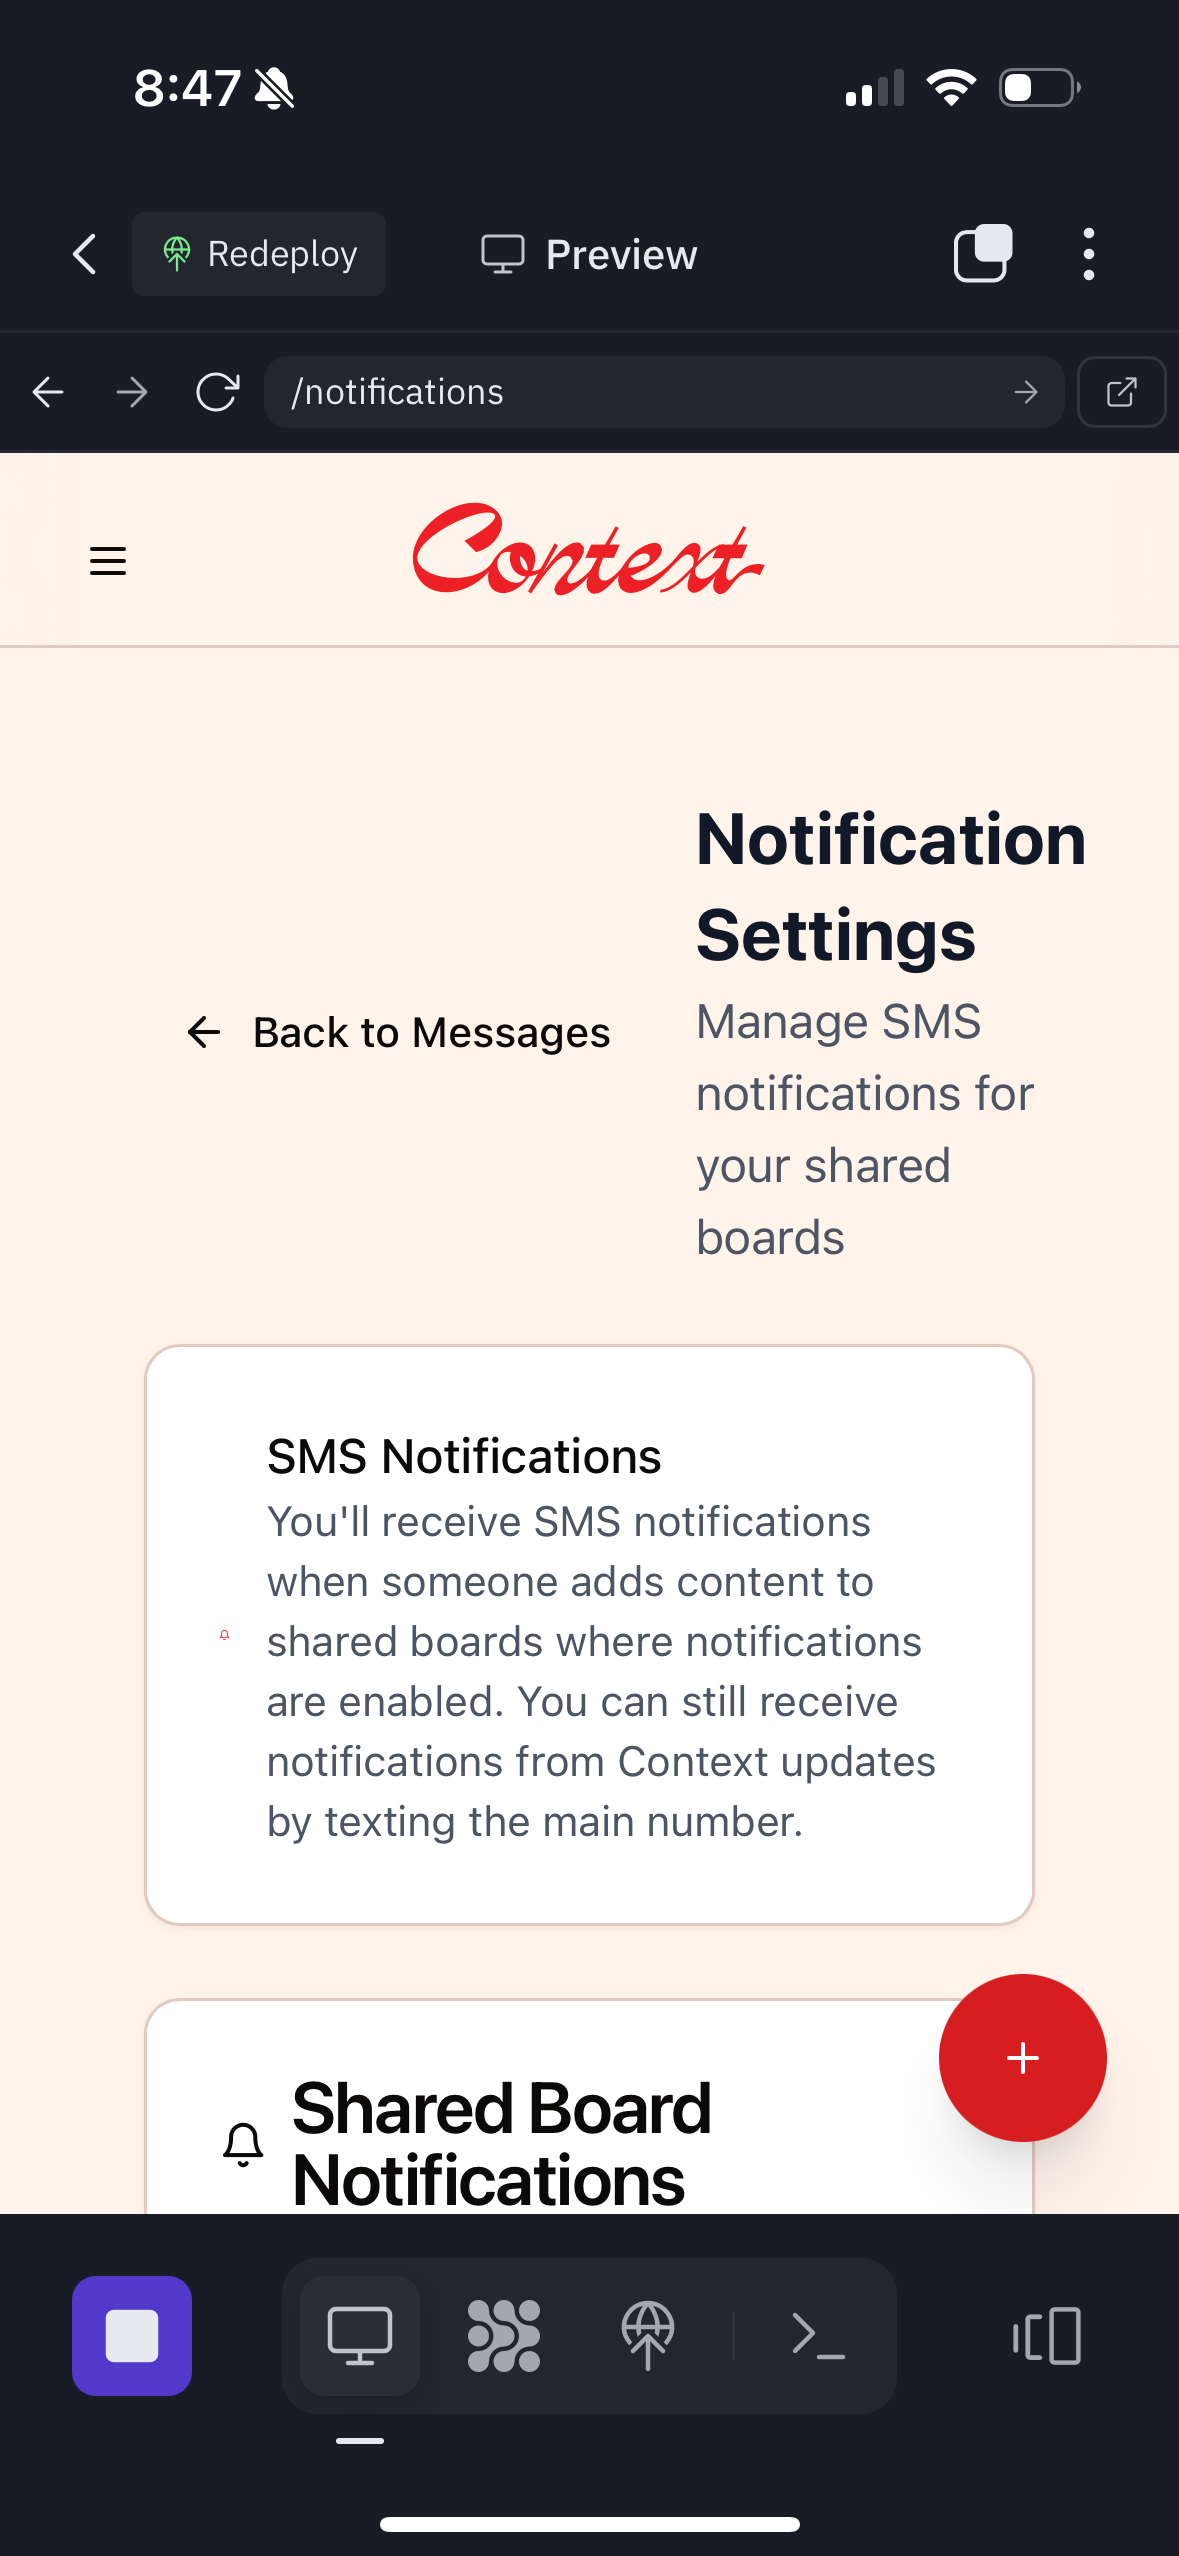 8:47
Redeploy
Preview
/notifications
Context
Notification
Settings
Back to Messages
Manage SMS
notifications for
your shared
boards
SMS Notifications
You'll receive SMS notifications
when someone adds content to
shared boards where notifications
are enabled. You can still receive
notifications from Context updates
by texting the main number.
Shared Board
Notifications